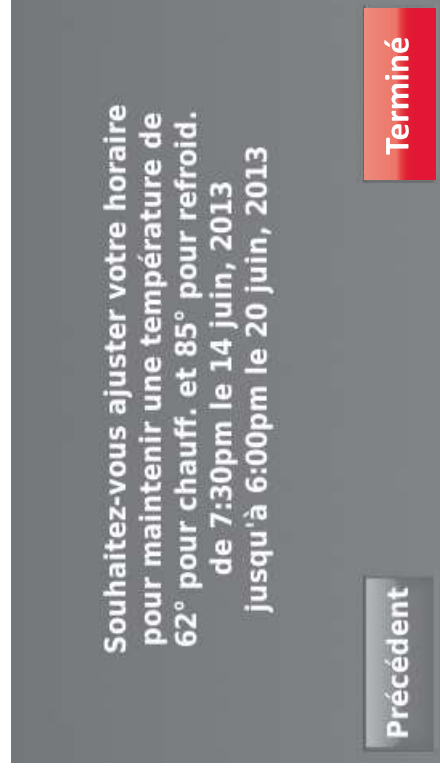 Souhaitez-vous ajuster votre horaire
pour maintenir une température de
62° pour chauff. et 85° pour refroid.
de 7:30pm le 14 juin, 2013
jusqu'à 6:00pm le 20 juin, 2013
Précédent
Terminé